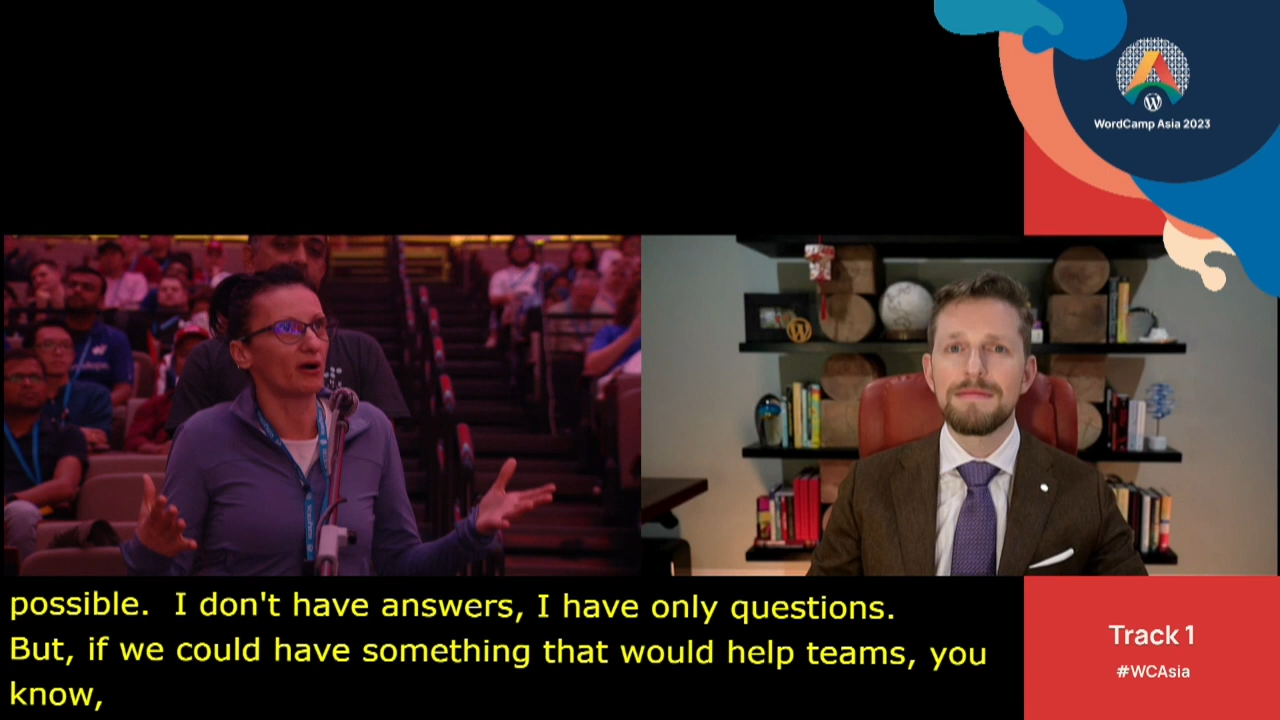 WordCamp Asia 2023
possible.  I don't have answers, I have only questions.
But, if we could have something that would help teams, you
know,
Track 1
#WCAsia